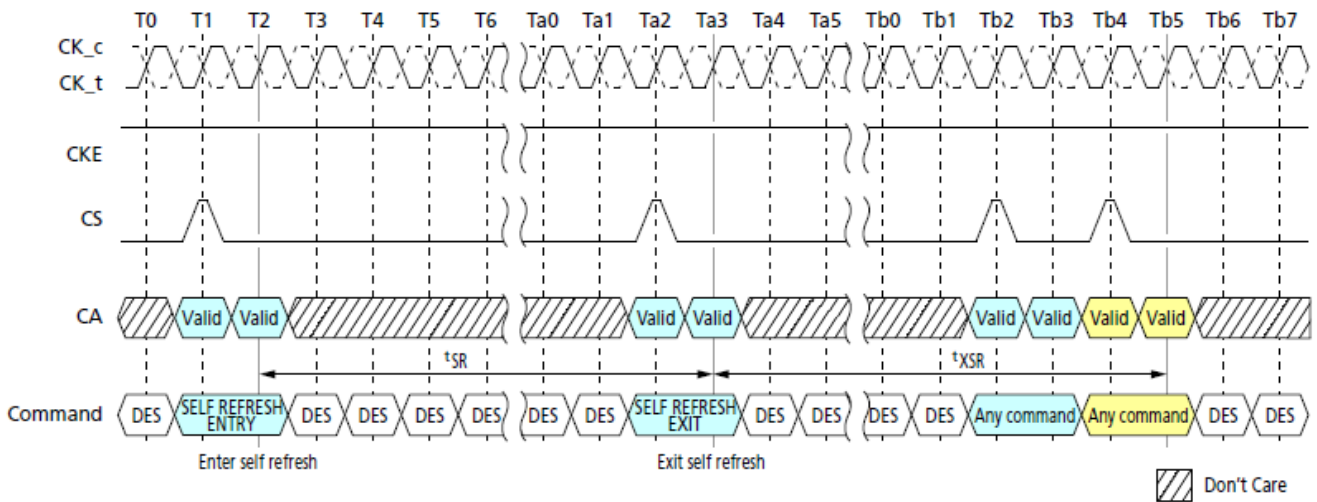 T0 T1 T2 T3 T4 T5 T6 Ta0 Ta1 Ta2 Ta3 Ta4 Ta5 Tb0 Tb1 Tb2 Tb3 Tb4 Tb5 Tb6 Tb7
CK_c
CK_t
CKE
CS
CA Valid Valid Valid Valid Valid Valid Valid Valid
tSR tXSR
Command DES SELF REFRESH ENTRY DES DES DES DES DES DES SELF REFRESH EXIT DES DES DES DES Any command Any command DES DES
Enter self refresh Exit self refresh
Don't Care